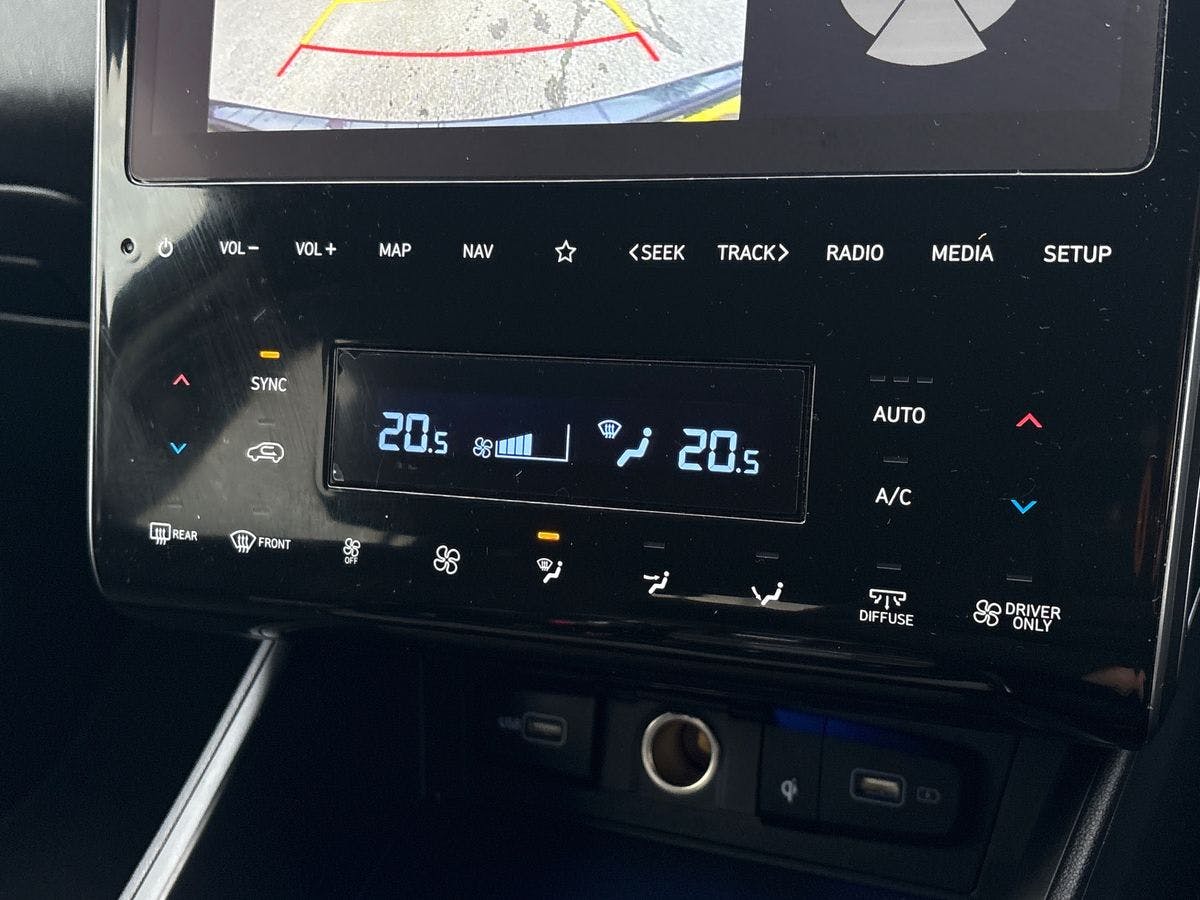 VOL− VOL+ MAP NAV <SEEK TRACK> RADIO MEDIA SETUP
SYNC
20.5 20.5
AUTO
A/C
REAR FRONT OFF
DIFFUSE
DRIVER
ONLY